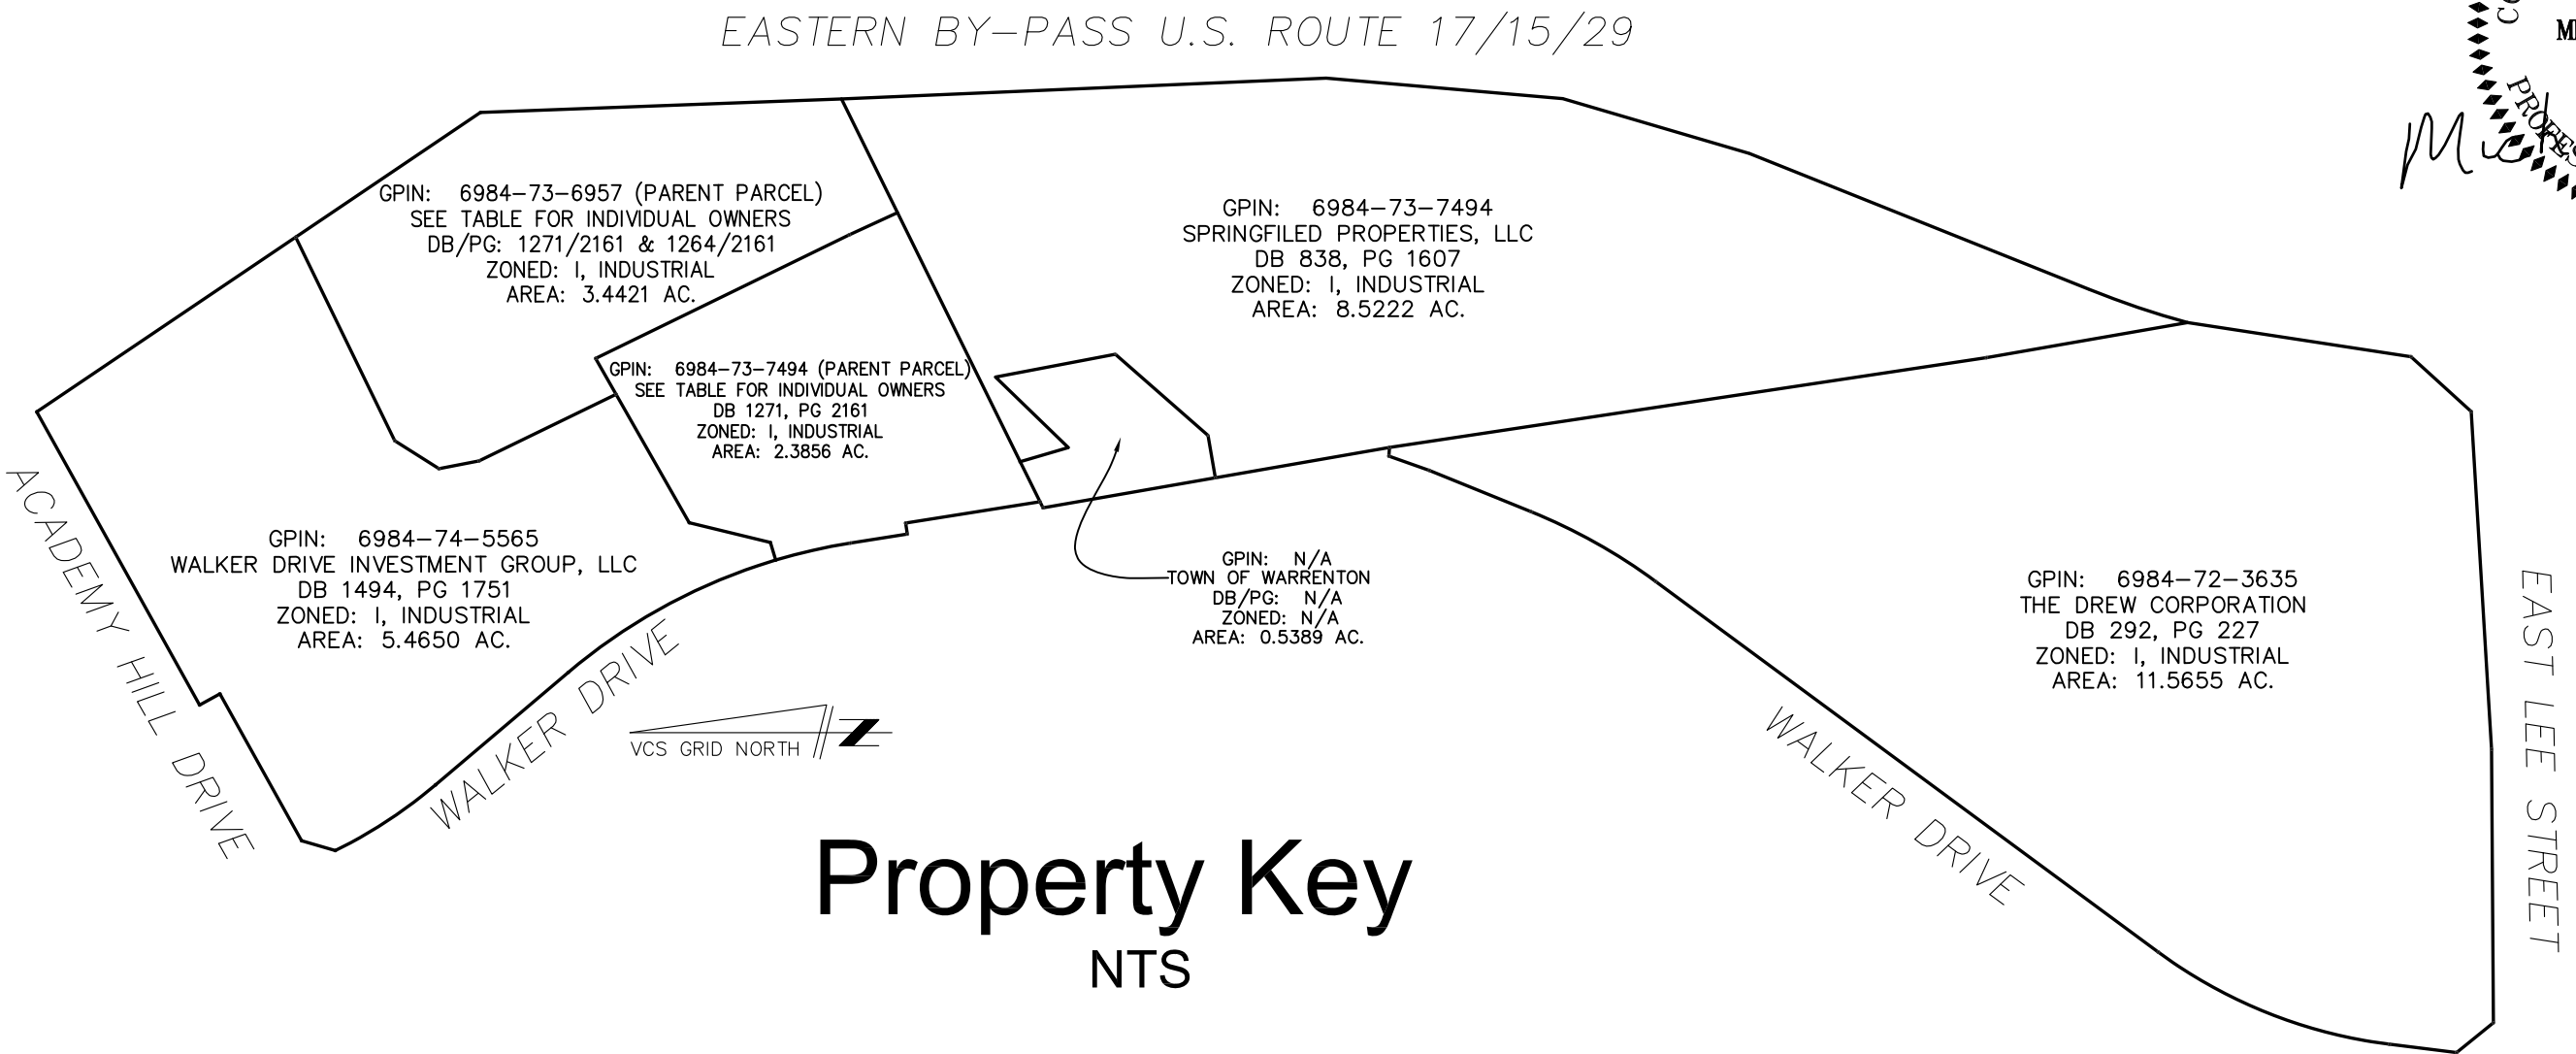 EASTERN BY-PASS U.S. ROUTE 17/15/29
GPIN: 6984-73-6957 (PARENT PARCEL)
SEE TABLE FOR INDIVIDUAL OWNERS
DB/PG: 1271/2161 & 1264/2161
ZONED: I, INDUSTRIAL
AREA: 3.4421 AC.
GPIN: 6984-73-7494
SPRINGFILED PROPERTIES, LLC
DB 838, PG 1607
ZONED: I, INDUSTRIAL
AREA: 8.5222 AC.
GPIN: 6984-73-7494 (PARENT PARCEL)
SEE TABLE FOR INDIVIDUAL OWNERS
DB 1271, PG 2161
ZONED: I, INDUSTRIAL
AREA: 2.3856 AC.
GPIN: 6984-74-5565
WALKER DRIVE INVESTMENT GROUP, LLC
DB 1494, PG 1751
ZONED: I, INDUSTRIAL
AREA: 5.4650 AC.
GPIN: N/A
TOWN OF WARRENTON
DB/PG: N/A
ZONED: N/A
AREA: 0.5389 AC.
GPIN: 6984-72-3635
THE DREW CORPORATION
DB 292, PG 227
ZONED: I, INDUSTRIAL
AREA: 11.5655 AC.
ACADEMY HILL DRIVE
WALKER DRIVE
VCS GRID NORTH
WALKER DRIVE
EAST LEE STREET
Property Key
NTS